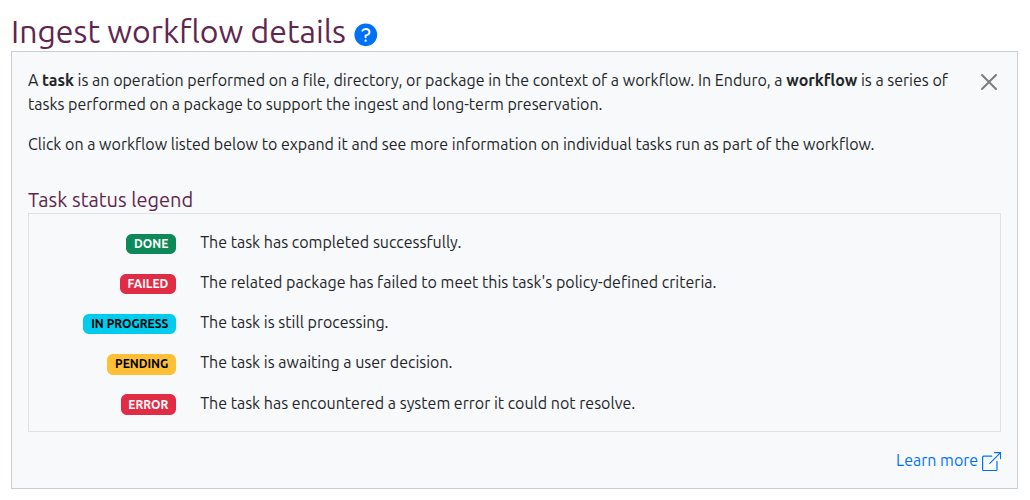 Ingest workflow details ?
A task is an operation performed on a file, directory, or package in the context of a workflow. In Enduro, a workflow is a series of
tasks performed on a package to support the ingest and long-term preservation.
Click on a workflow listed below to expand it and see more information on individual tasks run as part of the workflow.
Task status legend
DONE The task has completed successfully.
FAILED The related package has failed to meet this task's policy-defined criteria.
IN PROGRESS The task is still processing.
PENDING The task is awaiting a user decision.
ERROR The task has encountered a system error it could not resolve.
Learn more